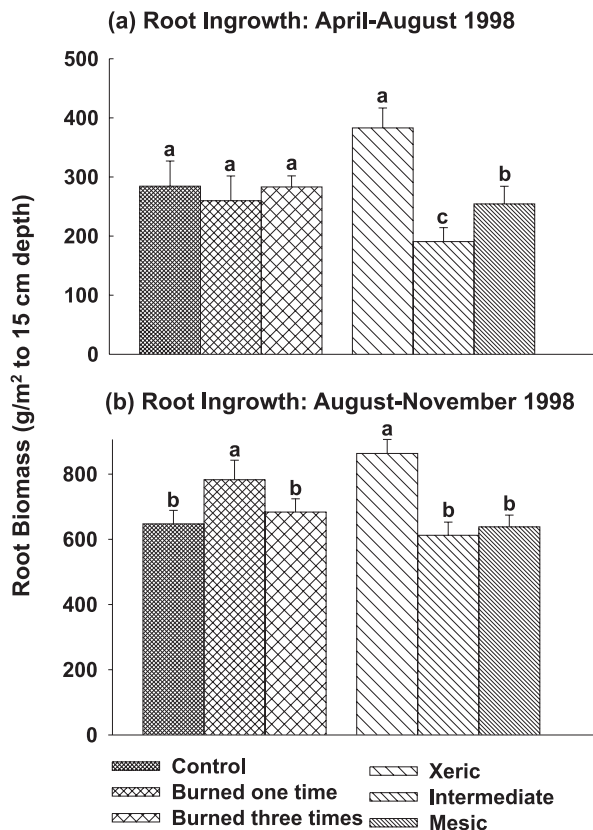 (a) Root Ingrowth: April-August 1998
500
400
300
200
100
0
a
a
a
a
c
b
Root Biomass (g/m² to 15 cm depth)
(b) Root Ingrowth: August-November 1998
800
600
400
200
0
b
a
b
a
b
b
Control
Burned one time
Burned three times
Xeric
Intermediate
Mesic